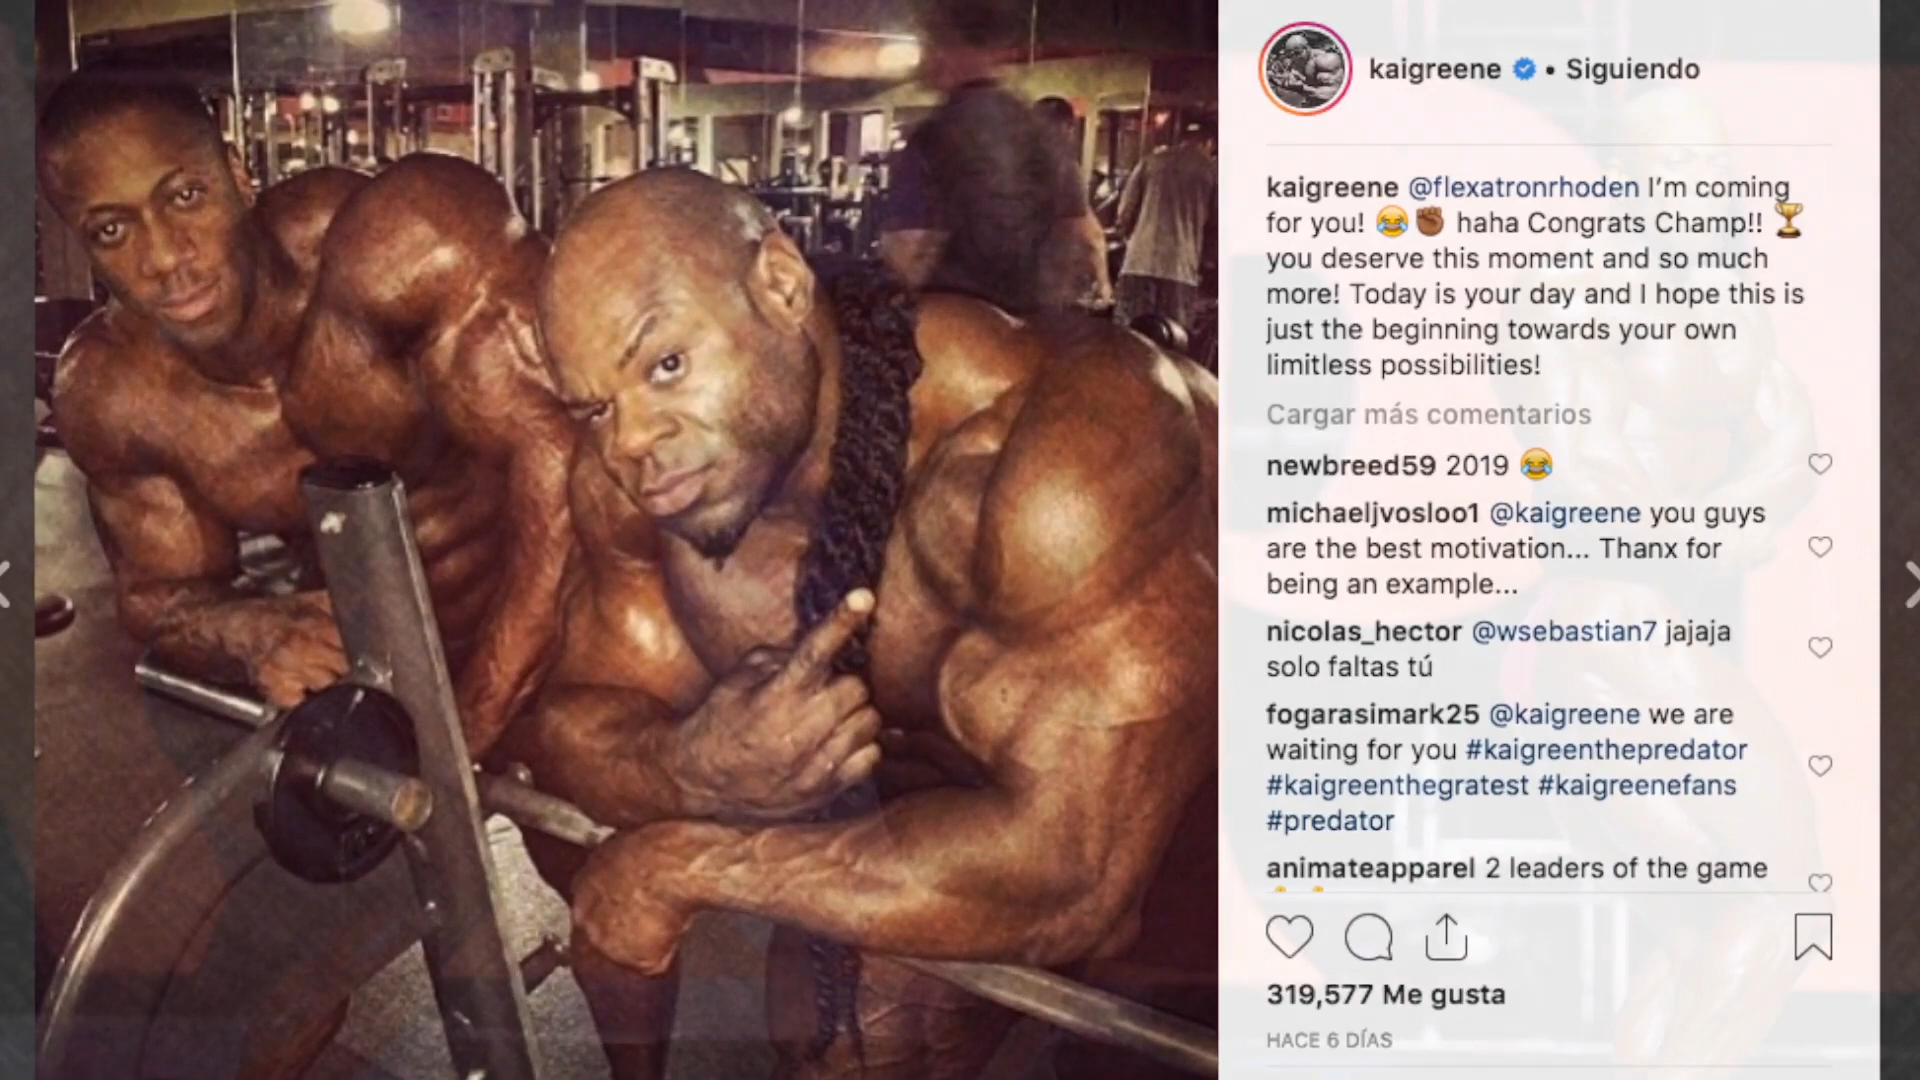 kaigreene • Siguiendo
kaigreene @flexatronrhoden I’m coming
for you! 😂✊🏾 haha Congrats Champ!! 🏆
you deserve this moment and so much
more! Today is your day and I hope this is
just the beginning towards your own
limitless possibilities!
Cargar más comentarios
newbreed59 2019 😂
michaeljvosloo1 @kaigreene you guys
are the best motivation... Thanx for
being an example...
nicolas_hector @wsebastian7 jajaja
solo faltas tú
fogarasimark25 @kaigreene we are
waiting for you #kaigreenthepredator
#kaigreenthegratest #kaigreenefans
#predator
animateapparel 2 leaders of the game
319,577 Me gusta
HACE 6 DÍAS